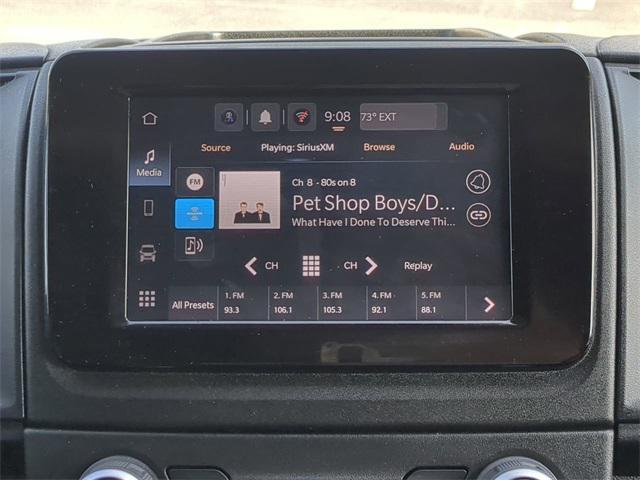 9:08 73° EXT
Source Playing: SiriusXM Browse Audio
Media
FM
Ch 8 - 80s on 8
Pet Shop Boys/D...
What Have I Done To Deserve Thi...
CH CH Replay
All Presets
1. FM 2. FM 3. FM 4. FM 5. FM
93.3 106.1 105.3 92.1 88.1